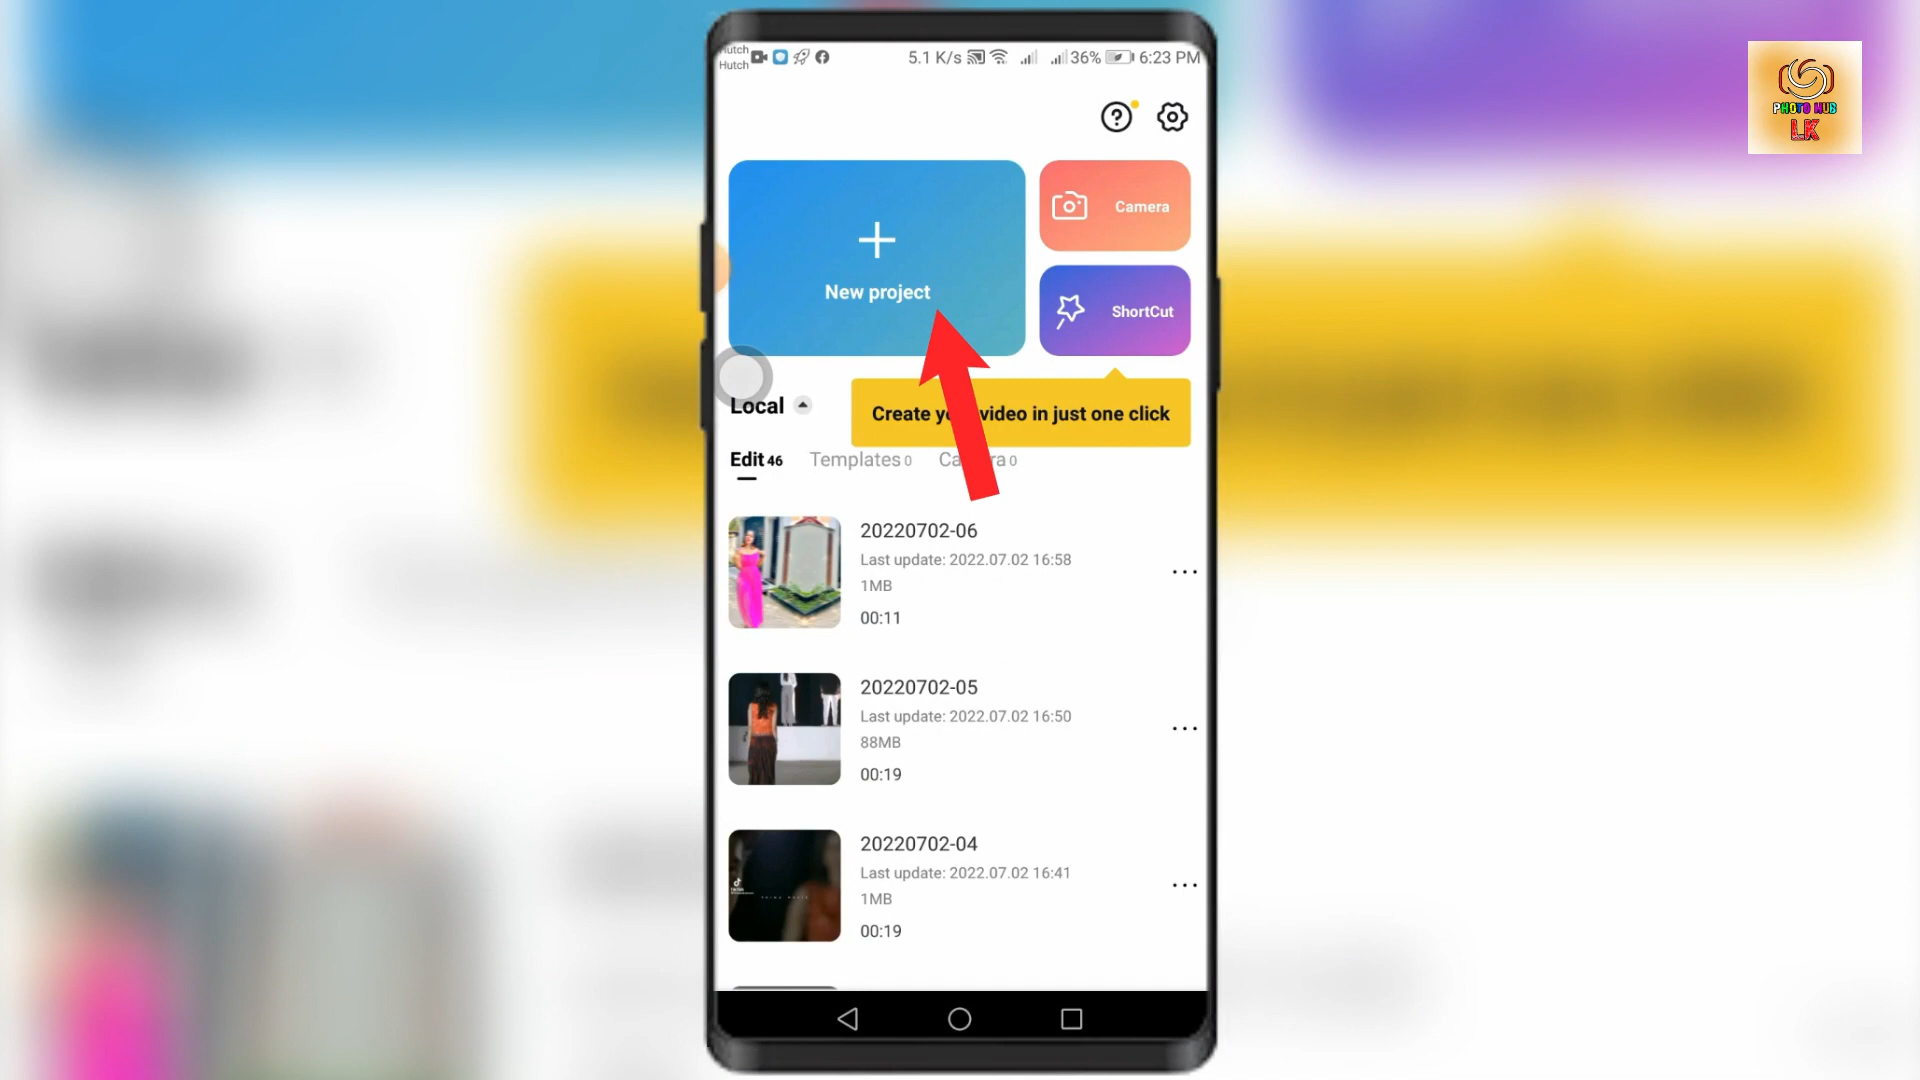 Hutch
Hutch
5.1 K/s 36% 6:23 PM
PHOTO HUB
LK
New project
Camera
ShortCut
Local
Create video in just one click
Edit 46 Templates 0 0
20220702-06
Last update: 2022.07.02 16:58
1MB
00:11
20220702-05
Last update: 2022.07.02 16:50
88MB
00:19
20220702-04
Last update: 2022.07.02 16:41
1MB
00:19